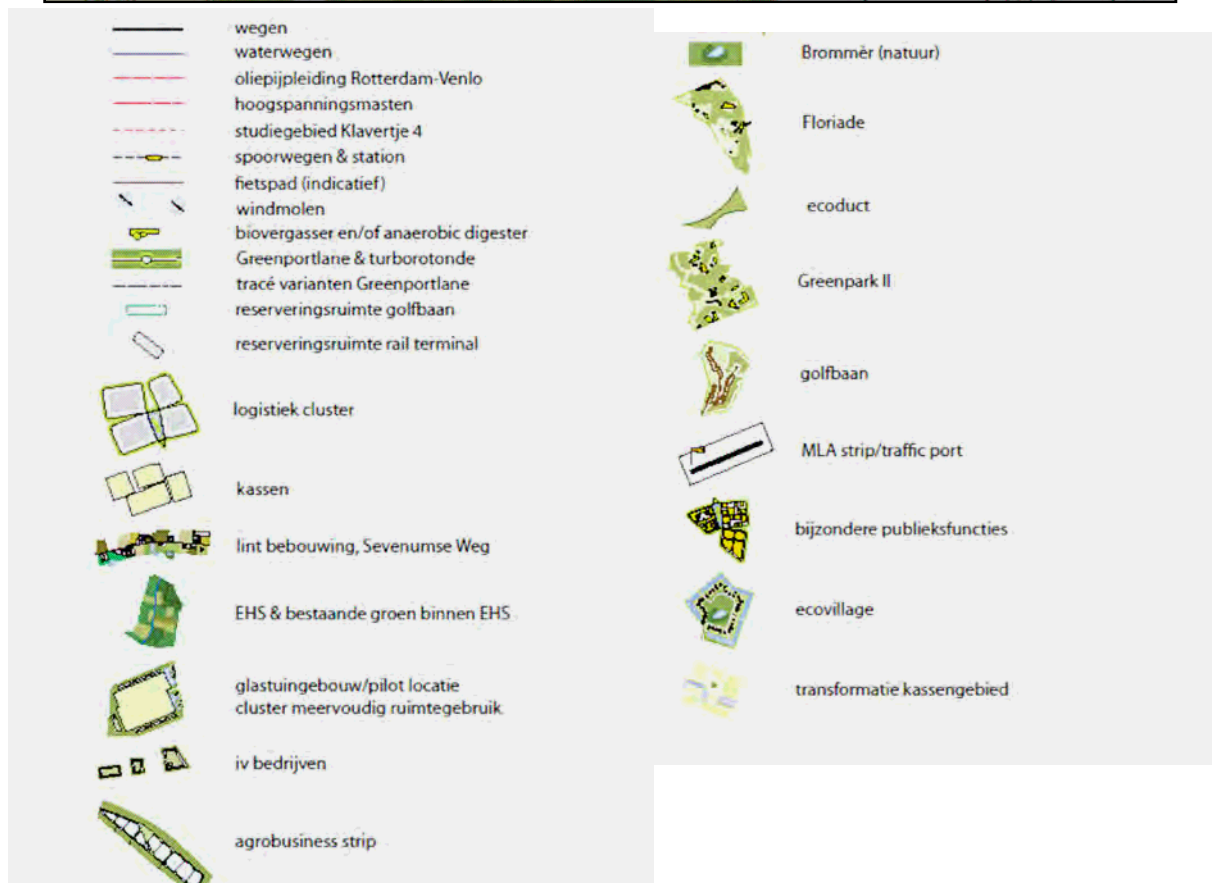 wegen
waterwegen
oliepijpleiding Rotterdam-Venlo
hoogspanningsmasten
studiegebied Klavertje 4
spoorwegen & station
fietspad (indicatief)
windmolen
biovergasser en/of anaerobic digester
Greenportlane & turborotonde
tracé varianten Greenportlane
reserveringsruimte golfbaan
reserveringsruimte rail terminal
logistiek cluster
kassen
lint bebouwing, Sevenumse Weg
EHS & bestaande groen binnen EHS
glastuingebouw/pilot locatie
cluster meervoudig ruimtegebruik
iv bedrijven
agrobusiness strip
Brommèr (natuur)
Floriade
ecoduct
Greenpark II
golfbaan
MLA strip/traffic port
bijzondere publieksfuncties
ecovillage
transformatie kassengebied